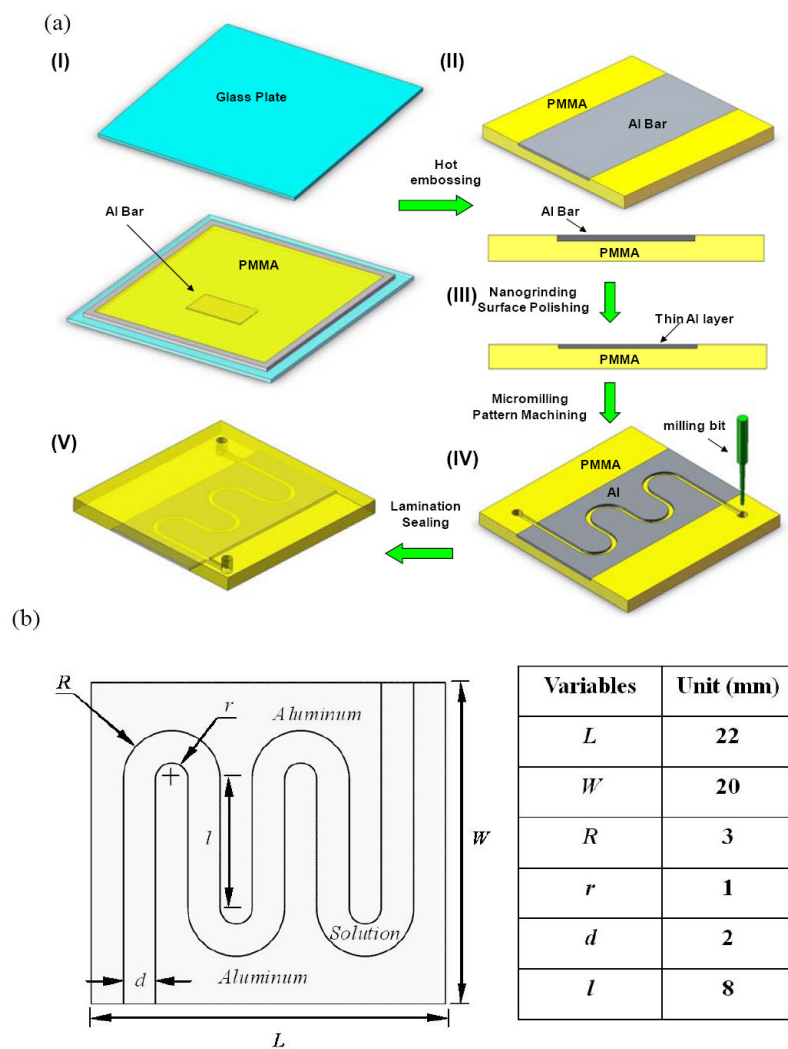 (a)
(I)
Glass Plate
Al Bar
PMMA
Hot
embossing
(II)
PMMA
Al Bar
Al Bar
PMMA
(III)
Nanogrinding
Surface Polishing
Thin Al layer
PMMA
Micromilling
Pattern Machining
milling bit
(IV)
PMMA
Al
Lamination
Sealing
(V)
(b)
R
r
Aluminum
l
W
Solution
d
Aluminum
L
Variables Unit (mm)
L 22
W 20
R 3
r 1
d 2
l 8